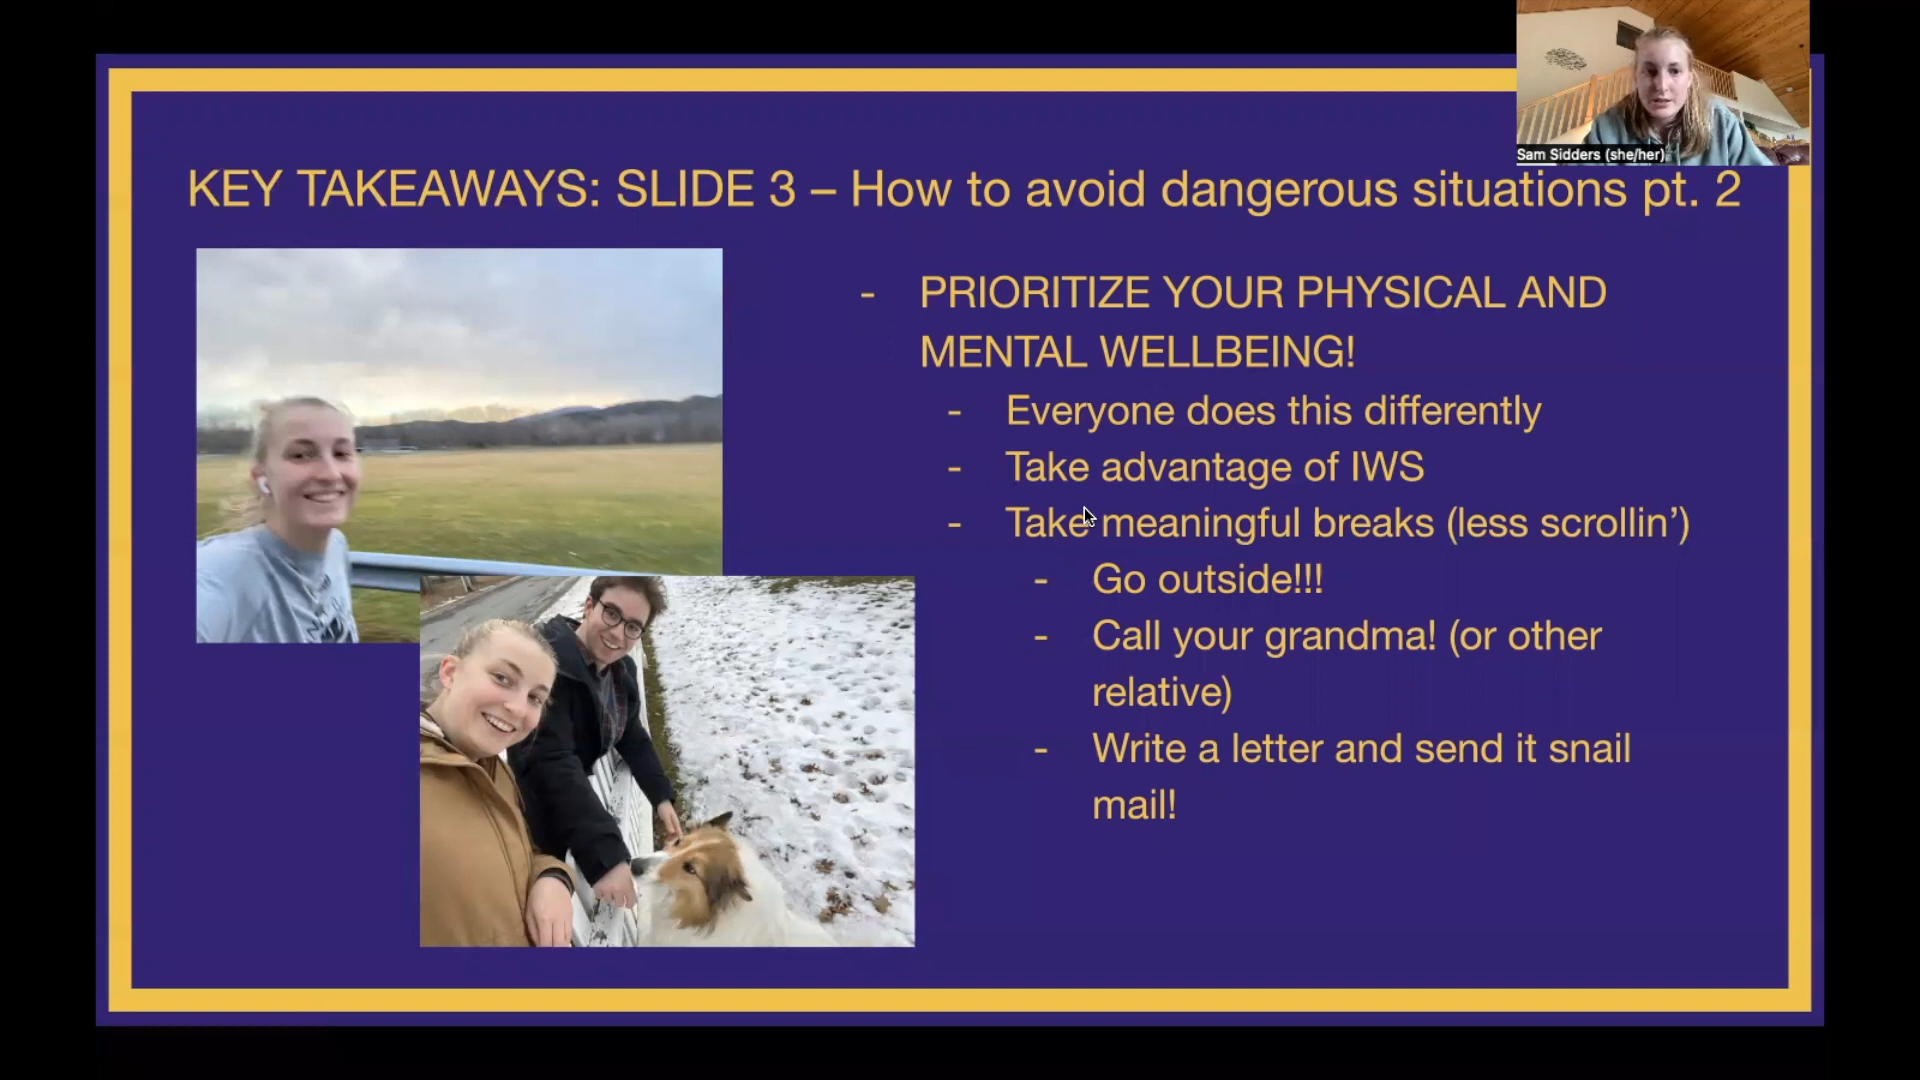 Sam Sidders (she/her)
KEY TAKEAWAYS: SLIDE 3 – How to avoid dangerous situations pt. 2
- PRIORITIZE YOUR PHYSICAL AND
MENTAL WELLBEING!
- Everyone does this differently
- Take advantage of IWS
- Take meaningful breaks (less scrollin’)
- Go outside!!!
- Call your grandma! (or other
relative)
- Write a letter and send it snail
mail!